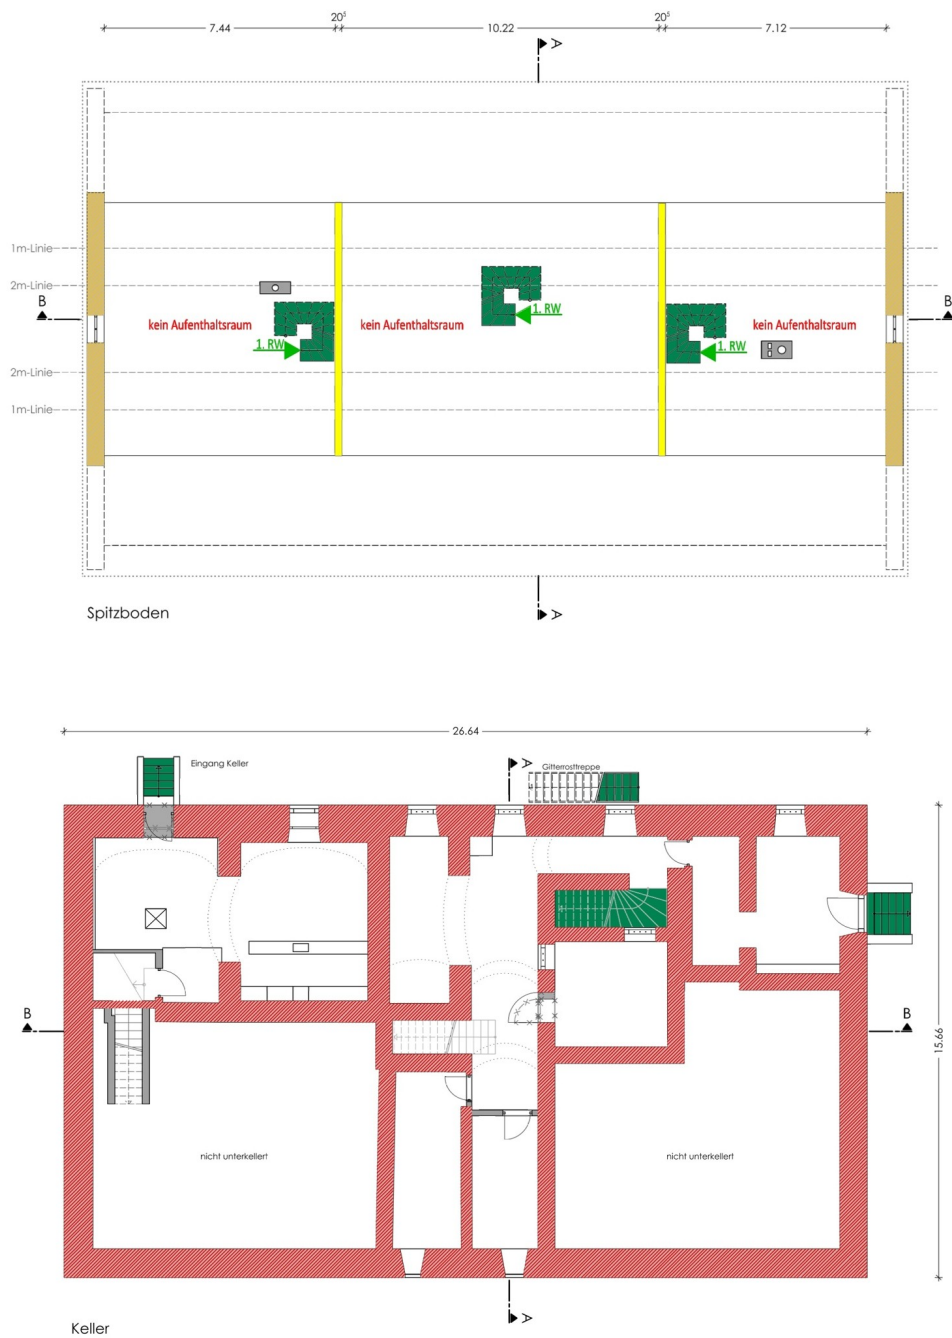 20⁵ 20⁵
7.44 10.22 7.12
A
1m-Linie
2m-Linie
B B
1. RW
kein Aufenthaltsraum kein Aufenthaltsraum kein Aufenthaltsraum
1. RW 1. RW
2m-Linie
1m-Linie
A
Spitzboden
26.64
Eingang Keller
A
Gitterrosttreppe
B B
15.66
nicht unterkellert nicht unterkellert
A
Keller